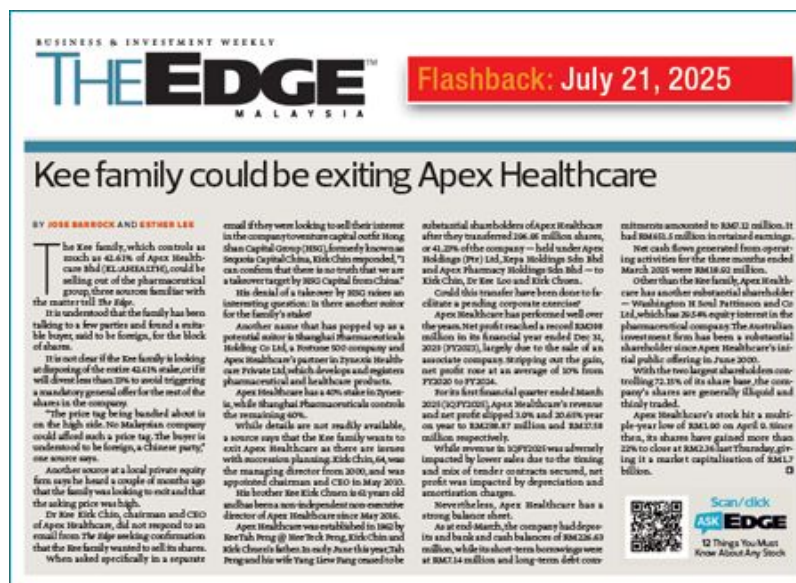 BUSINESS & INVESTMENT WEEKLY
THE EDGE
MALAYSIA
Flashback: July 21, 2025
Kee family could be exiting Apex Healthcare
BY JOSE BARROCK AND ESTHER LEE
The Kee family, which controls as
much as 42.61% of Apex Health-
care Bhd (KL:AHEALTH), could be
selling out of the pharmaceutical
group, three sources familiar with
the matter tell The Edge.
It is understood that the family has been
talking to a few parties and found a suita-
ble buyer, said to be foreign, for the block
of shares.
It is not clear if the Kee family is looking
at disposing of the entire 42.61% stake, or if it
will divest less than 33% to avoid triggering
a mandatory general offer for the rest of the
shares in the company.
"The price tag being bandied about is
on the high side. No Malaysian company
could afford such a price tag. The buyer is
understood to be foreign, a Chinese party,"
one source says.
Another source at a local private equity
firm says he heard a couple of months ago
that the family was looking to exit and that
the asking price was high.
Dr Kee Kirk Chin, chairman and CEO
of Apex Healthcare, did not respond to an
email from The Edge seeking confirmation
that the Kee family wanted to sell its shares.
When asked specifically in a separate
email if they were looking to sell their interest
in the company to venture capital outfit Hong
Shan Capital Group (HSG), formerly known as
Sequoia Capital China, Kirk Chin responded, "I
can confirm that there is no truth that we are
a takeover target by HSG Capital from China."
His denial of a takeover by HSG raises an
interesting question: Is there another suitor
for the family's stake?
Another name that has popped up as a
potential suitor is Shanghai Pharmaceuticals
Holding Co Ltd, a Fortune 500 company and
Apex Healthcare's partner in Zynexis Health-
care Private Ltd, which develops and registers
pharmaceutical and healthcare products.
Apex Healthcare has a 40% stake in Zynex-
is, while Shanghai Pharmaceuticals controls
the remaining 60%.
While details are not readily available,
a source says that the Kee family wants to
exit Apex Healthcare as there are issues
with succession planning. Kirk Chin, 64, was
the managing director from 2000, and was
appointed chairman and CEO in May 2010.
His brother Kee Kirk Chuen is 61 years old
and has been a non-independent non-executive
director of Apex Healthcare since May 2016.
Apex Healthcare was established in 1962 by
Kee Tah Peng @ Hee Teck Peng, Kirk Chin and
Kirk Chuen's father. In early June this year, Tah
Peng and his wife Yang Liew Fang ceased to be
substantial shareholders of Apex Healthcare
after they transferred 296.66 million shares,
or 41.23% of the company — held under Apex
Holdings (Pte) Ltd, Kepa Holdings Sdn Bhd
and Apex Pharmacy Holdings Sdn Bhd — to
Kirk Chin, Dr Kee Loo and Kirk Chuen.
Could this transfer have been done to fa-
cilitate a pending corporate exercise?
Apex Healthcare has performed well over
the years. Net profit reached a record
million in its financial year ended Dec 31,
largely due to the sale of an
associate company. Stripping out the gain,
net profit rose at an average of 10% from
FY2020 to FY2024.
For its first financial quarter ended March
2025 (1QFY2025), Apex Healthcare's revenue
and net profit slipped 3.0% and 20.65% year
on year to RM238.87 million and RM17.58
million respectively.
While revenue in 1QFY2025 was adversely
impacted by lower sales due to the timing
and mix of tender contracts secured, net
profit was impacted by depreciation and
amortisation charges.
Nevertheless, Apex Healthcare has a
strong balance sheet.
As at end-March, the company had depos-
its and bank and cash balances of RM226.63
million, while its short-term borrowings were
at RM7.14 million and long-term debt com-
mitments amounted to RM7.12 million. It
had RM651.5 million in retained earnings.
Net cash flows generated from operat-
ing activities for the three months ended
March 2025 were RM18.92 million.
Other than the Kee family, Apex Health-
care has another substantial shareholder
— Washington H Soul Pattinson and Co
Ltd, which has 29.54% equity interest in the
pharmaceutical company. The Australian
investment firm has been a substantial
shareholder since Apex Healthcare's ini-
tial public offering in June 2000.
With the two largest shareholders con-
trolling 72.15% of its share base, the com-
pany's shares are generally illiquid and
thinly traded.
Apex Healthcare's stock hit a multi-
ple-year low of RM1.90 on April 9. Since
then, its shares have gained more than
22% to close at RM2.36 last Thursday, giv-
ing it a market capitalisation of RM1.7
billion.
Scan/click
ASK EDGE
12 Things You Must
Know About Any Stock